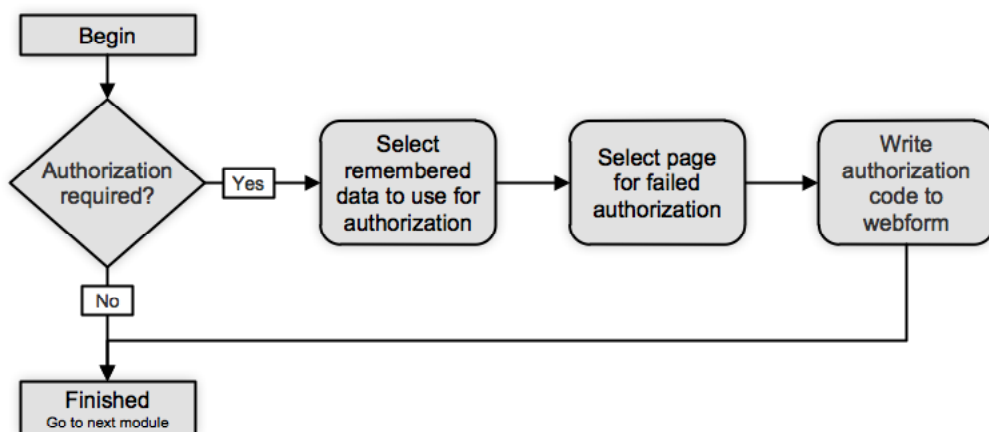 Begin
Authorization
required?
Yes
Select
remembered
data to use for
authorization
Select page
for failed
authorization
Write
authorization
code to
webform
No
Finished
Go to next module